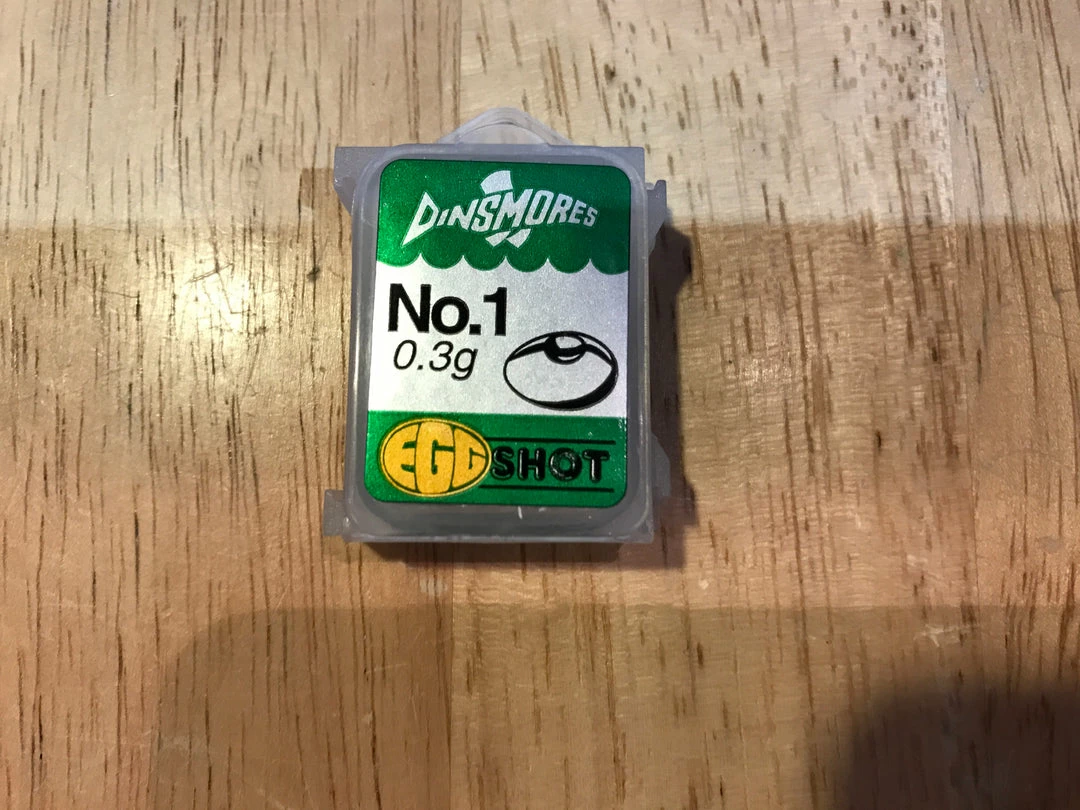 DINSMORES
No.1
0.3g
EGG SHOT